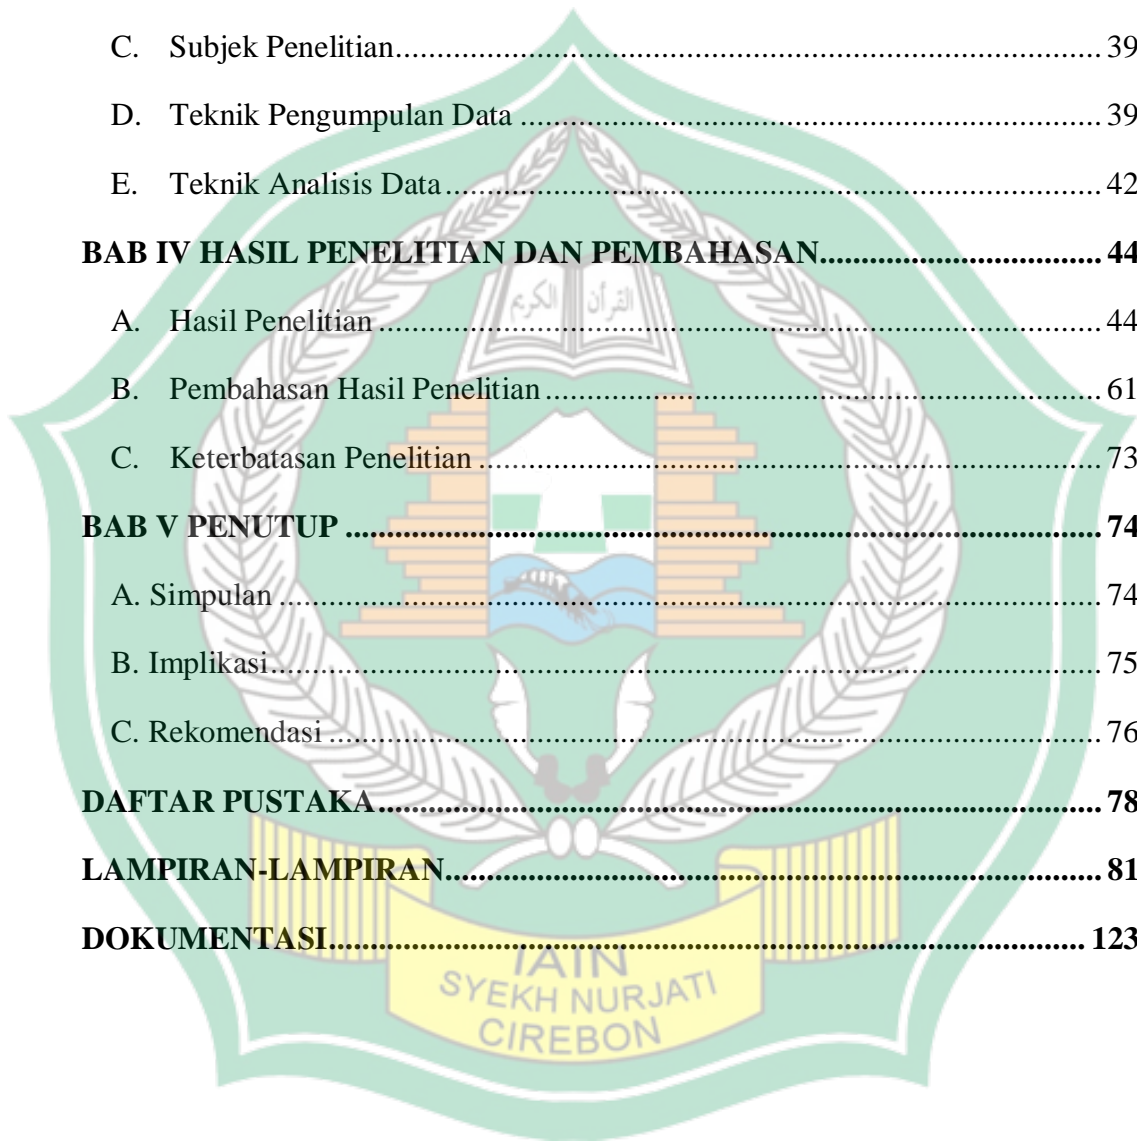 C. Subjek Penelitian.......... 39
D. Teknik Pengumpulan Data .......... 39
E. Teknik Analisis Data .......... 42
BAB IV HASIL PENELITIAN DAN PEMBAHASAN.......... 44
القرآن الكريم
A. Hasil Penelitian .......... 44
B. Pembahasan Hasil Penelitian .......... 61
C. Keterbatasan Penelitian .......... 73
BAB V PENUTUP .......... 74
A. Simpulan .......... 74
B. Implikasi.......... 75
C. Rekomendasi .......... 76
DAFTAR PUSTAKA.......... 78
LAMPIRAN-LAMPIRAN.......... 81
DOKUMENTASI.......... 123
IAIN
SYEKH NURJATI
CIREBON